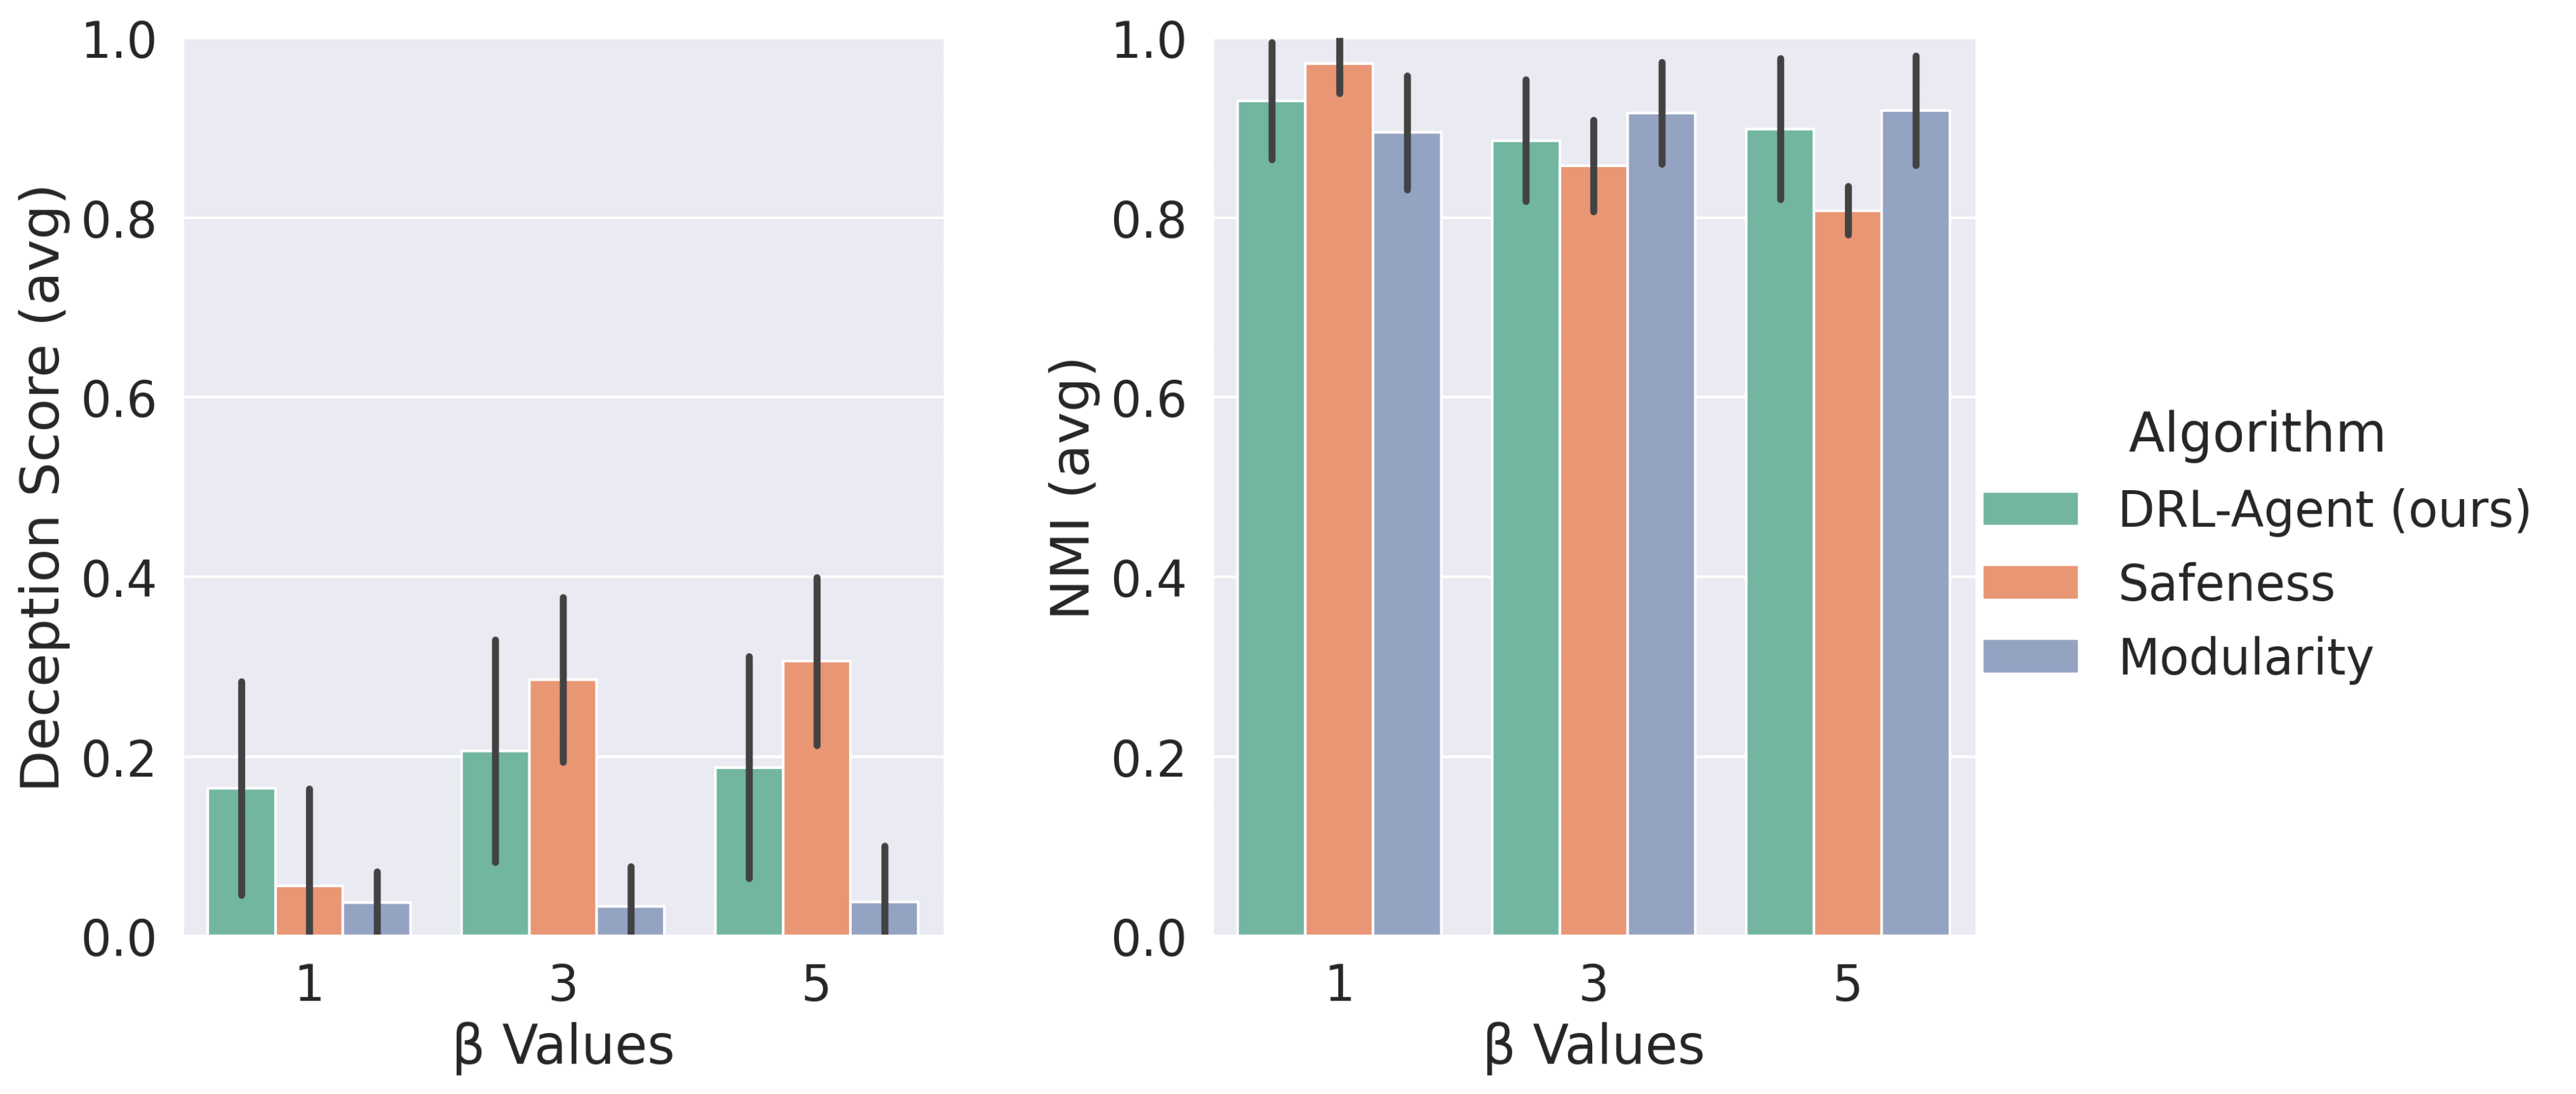 Deception Score (avg)
1.0
0.8
0.6
0.4
0.2
0.0
1 3 5
β Values
NMI (avg)
1.0
0.8
0.6
0.4
0.2
0.0
1 3 5
β Values
Algorithm
DRL-Agent (ours)
Safeness
Modularity